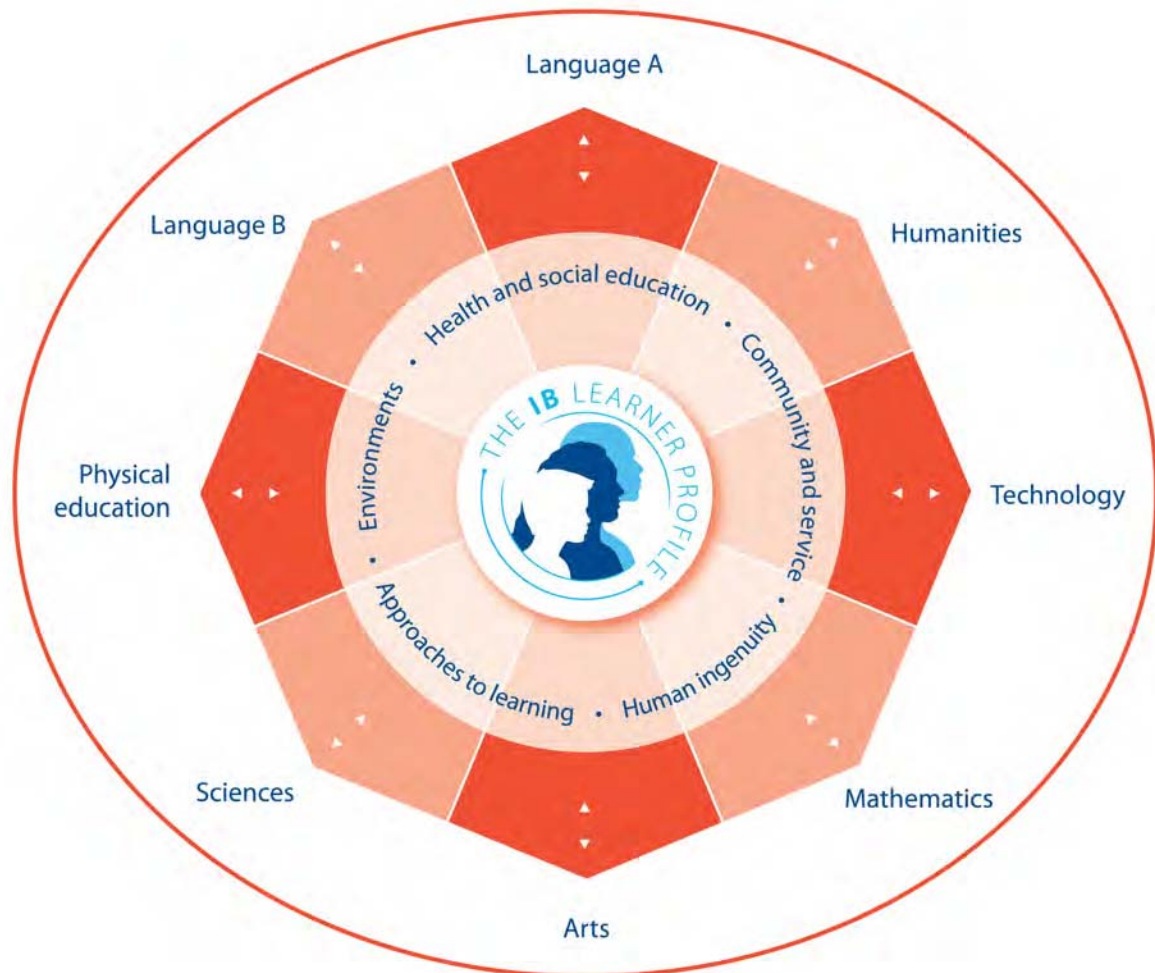 Language A
Language B
Humanities
Health and social education
Community and service
Environments
THE IB LEARNER PROFILE
Physical
education
Technology
Approaches to learning
Human ingenuity
Sciences
Mathematics
Arts